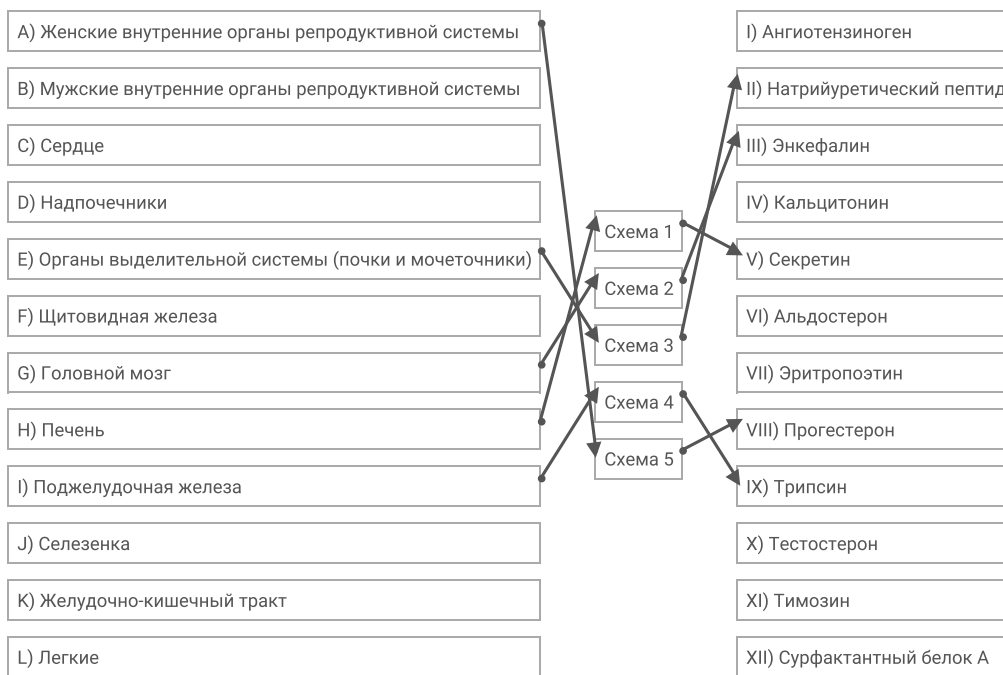 A) Женские внутренние органы репродуктивной системы
B) Мужские внутренние органы репродуктивной системы
C) Сердце
D) Надпочечники
E) Органы выделительной системы (почки и мочеточники)
F) Щитовидная железа
G) Головной мозг
H) Печень
I) Поджелудочная железа
J) Селезенка
K) Желудочно-кишечный тракт
L) Легкие
Схема 1
Схема 2
Схема 3
Схема 4
Схема 5
I) Ангиотензиноген
II) Натрийуретический пептид
III) Энкефалин
IV) Кальцитонин
V) Секретин
VI) Альдостерон
VII) Эритропоэтин
VIII) Прогестерон
IX) Трипсин
X) Тестостерон
XI) Тимозин
XII) Сурфактантный белок А